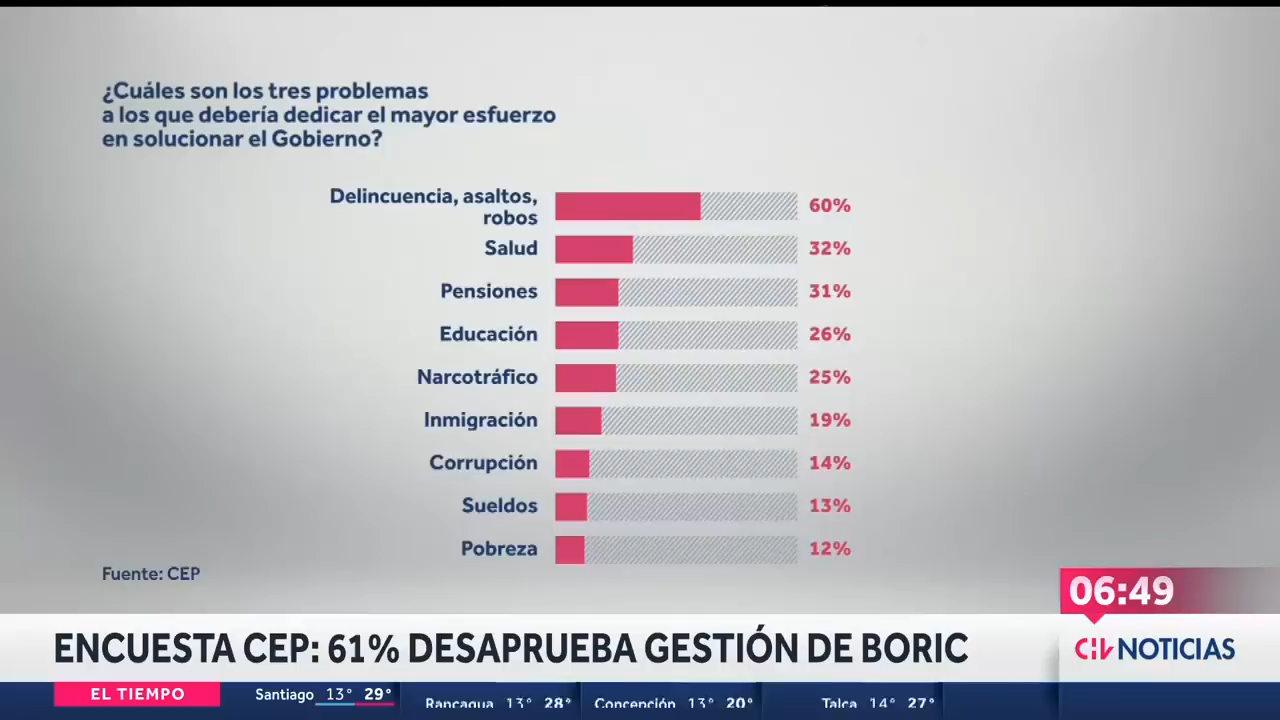 ¿Cuáles son los tres problemas
a los que debería dedicar el mayor esfuerzo
en solucionar el Gobierno?
Delincuencia, asaltos,
robos
60%
Salud 32%
Pensiones 31%
Educación 26%
Narcotráfico 25%
Inmigración 19%
Corrupción 14%
Sueldos 13%
Pobreza 12%
Fuente: CEP
06:49
ENCUESTA CEP: 61% DESAPRUEBA GESTIÓN DE BORIC
CHV NOTICIAS
EL TIEMPO Santiago 13° 29° Rancagua 13° 28° Concepción 13° 20° Talca 14° 27°